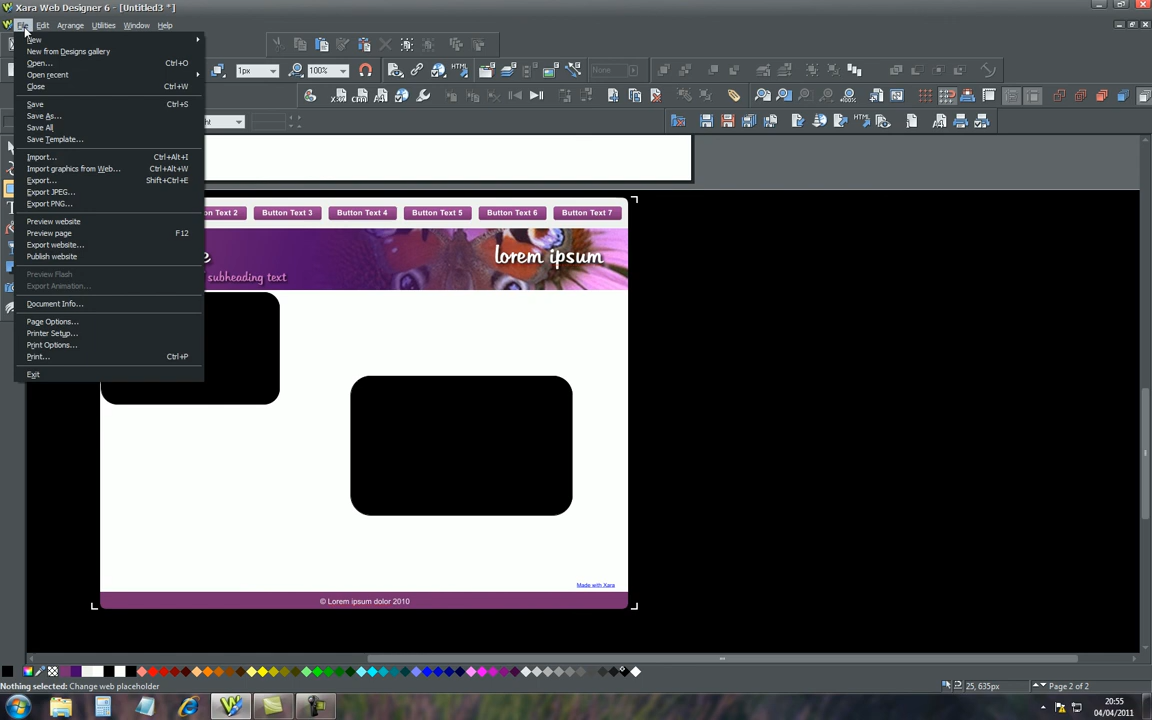 Xara Web Designer 6 - [Untitled3 *]
File Edit Arrange Utilities Window Help
New
New from Designs gallery
Open... Ctrl+O
Open recent
Close Ctrl+W
Save Ctrl+S
Save As...
Save All
Save Template...
Import... Ctrl+Alt+I
Import graphics from Web... Ctrl+Alt+W
Export... Shift+Ctrl+E
Export JPEG...
Export PNG...
Preview website
Preview page F12
Export website...
Publish website
Preview Flash
Export Animation...
Document Info...
Page Options...
Printer Setup...
Print Options...
Print... Ctrl+P
Exit
1px 100% HTML None
Text 2 Button Text 3 Button Text 4 Button Text 5 Button Text 6 Button Text 7
lorem ipsum
subheading text
Made with Xara
© Lorem ipsum dolor 2010
Nothing selected: Change web placeholder
25, 635px Page 2 of 2
20:55
04/04/2011